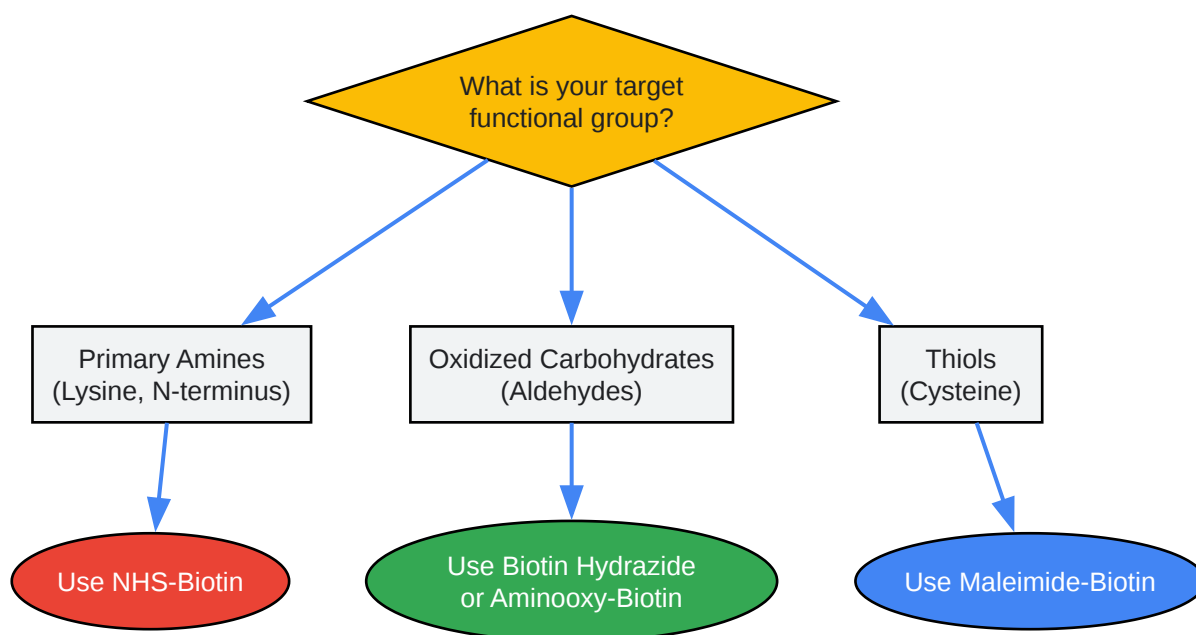 What is your target
functional group?
Primary Amines
(Lysine, N-terminus)
Oxidized Carbohydrates
(Aldehydes)
Thiols
(Cysteine)
Use NHS-Biotin
Use Biotin Hydrazide
or Aminooxy-Biotin
Use Maleimide-Biotin